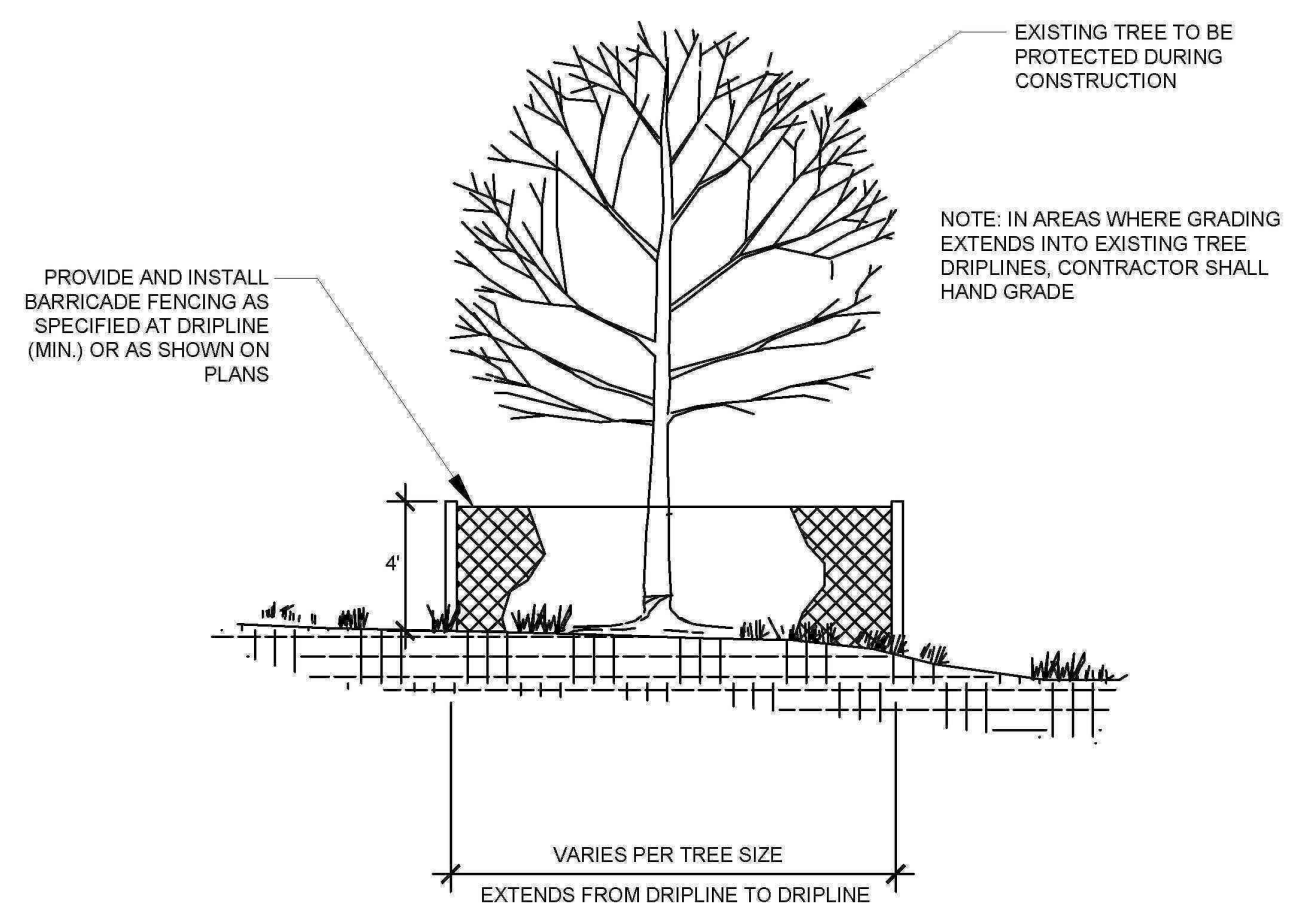 EXISTING TREE TO BE
PROTECTED DURING
CONSTRUCTION
NOTE: IN AREAS WHERE GRADING
EXTENDS INTO EXISTING TREE
DRIPLINES, CONTRACTOR SHALL
HAND GRADE
PROVIDE AND INSTALL
BARRICADE FENCING AS
SPECIFIED AT DRIPLINE
(MIN.) OR AS SHOWN ON
PLANS
4'
VARIES PER TREE SIZE
EXTENDS FROM DRIPLINE TO DRIPLINE